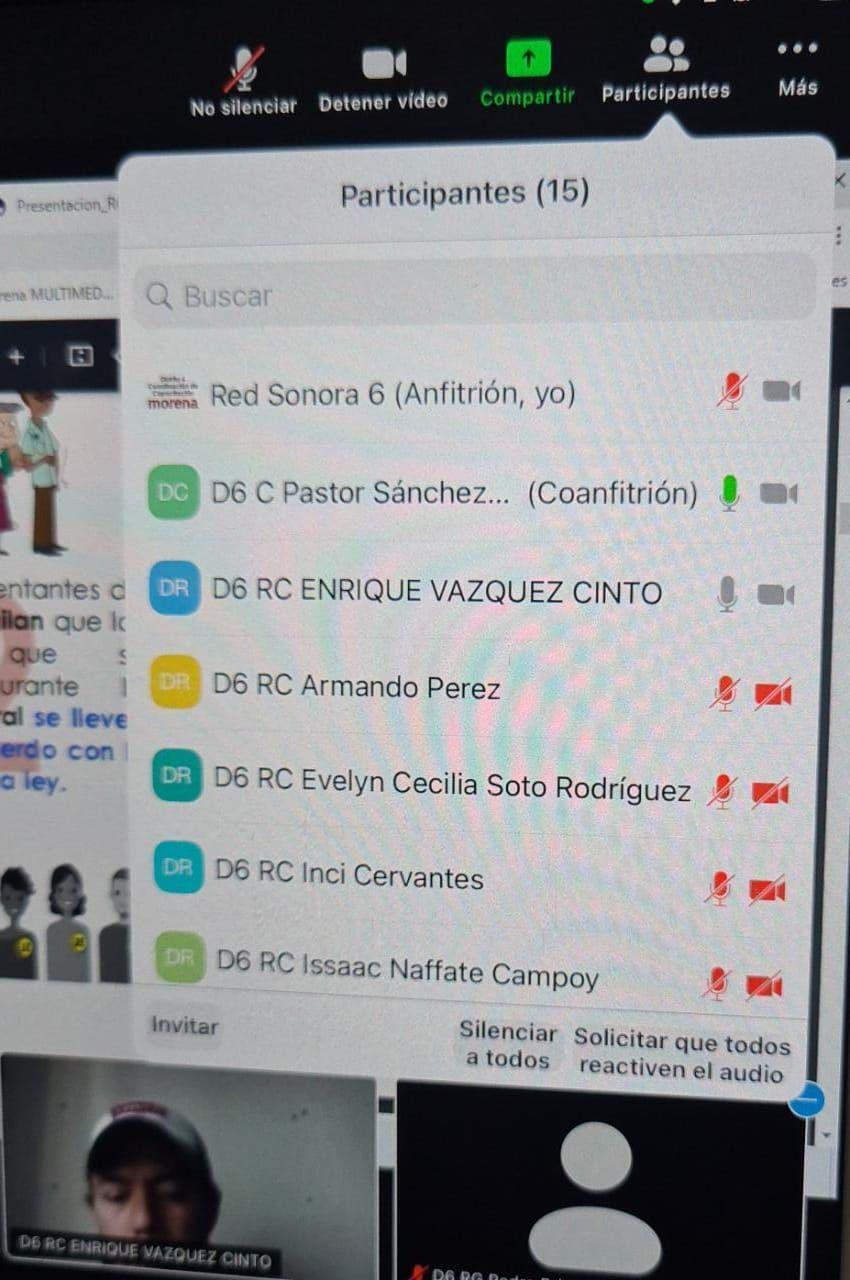 No silenciar
Detener vídeo
Compartir
Participantes
Más
Participantes (15)
Presentacion_R
rena MULTIMED...
es
Buscar
morena
Red Sonora 6 (Anfitrión, yo)
DC
D6 C Pastor Sánchez... (Coanfitrión)
DR
D6 RC ENRIQUE VAZQUEZ CINTO
DR
D6 RC Armando Perez
DR
D6 RC Evelyn Cecilia Soto Rodríguez
DR
D6 RC Inci Cervantes
DR
D6 RC Issaac Naffate Campoy
entantes d
ilan que lo
que s
urante
al se lleve
erdo con
a ley.
Invitar
Silenciar
a todos
Solicitar que todos
reactiven el audio
D6 RC ENRIQUE VAZQUEZ CINTO
D6 RG